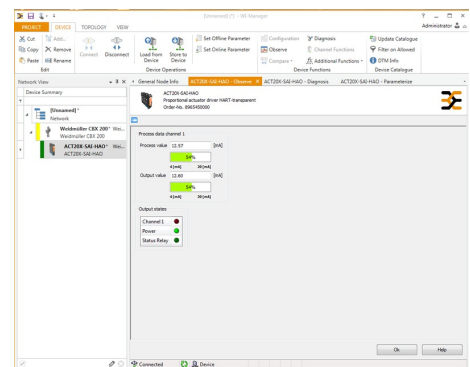 [Unnamed] (*) - WI-Manager
PROJECT DEVICE TOPOLOGY VIEW
Administrator
Cut Add...
Copy Remove
Paste Rename
Connect Disconnect
Load from Device Store to Device
Set Offline Parameter
Set Online Parameter
Configuration Diagnosis
Observe Channel Functions
Compare Additional Functions
Update Catalogue
Filter on Allowed
DTM Info
Edit Device Operations Device Functions Device Catalogue
Network View
General Node Info ACT20X-SAI-HAO - Observe ACT20X-SAI-HAO - Diagnosis ACT20X-SAI-HAO - Parameterize
Device Summary
[Unnamed]*
Network
Weidmüller CBX 200* Wei...
Weidmüller CBX 200
ACT20X-SAI-HAO* Wei...
ACT20X-SAI-HAO
ACT20X-SAI-HAO
Proportional actuator driver HART-transparent
Order-No. 8965450000
Process data channel 1
Process value 12.57 [mA]
54%
4 [mA] 20 [mA]
Output value 12.60 [mA]
54%
4 [mA] 20 [mA]
Output states
Channel 1
Power
Status Relay
Ok Help
Connected Device